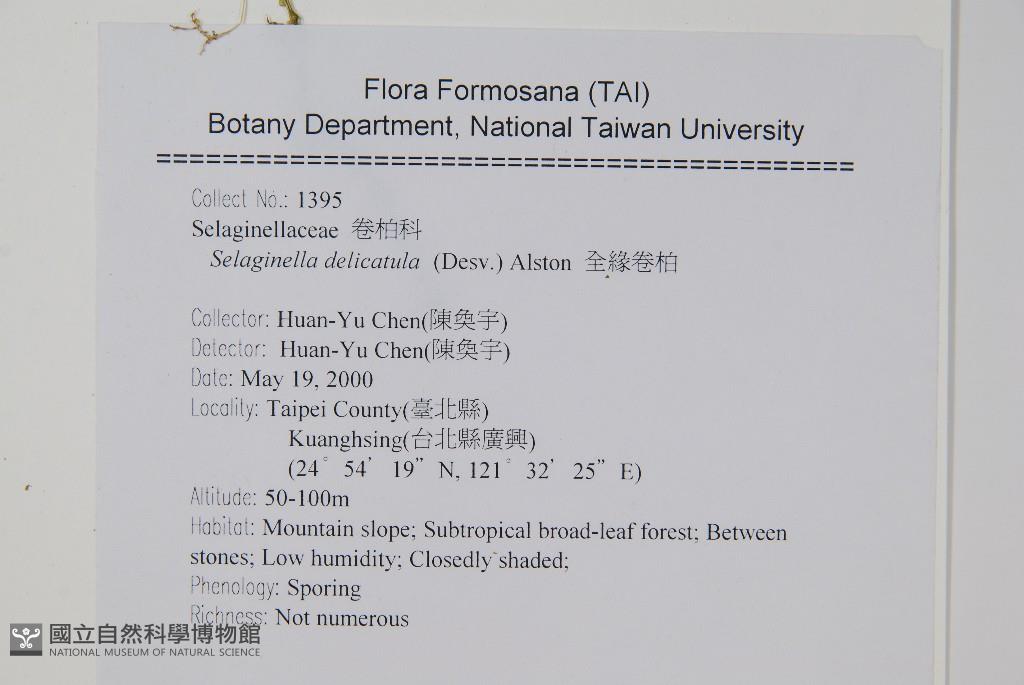 Flora Formosana (TAI)
Botany Department, National Taiwan University
==========================================
Collect No.: 1395
Selaginellaceae 卷柏科
Selaginella delicatula (Desv.) Alston 全緣卷柏
Collector: Huan-Yu Chen(陳奐宇)
Detector: Huan-Yu Chen(陳奐宇)
Date: May 19, 2000
Locality: Taipei County(臺北縣)
Kuanghsing(台北縣廣興)
(24° 54’ 19” N, 121° 32’ 25” E)
Altitude: 50-100m
Habitat: Mountain slope; Subtropical broad-leaf forest; Between
stones; Low humidity; Closedly shaded;
Phenology: Sporing
Richness: Not numerous
國立自然科學博物館
NATIONAL MUSEUM OF NATURAL SCIENCE